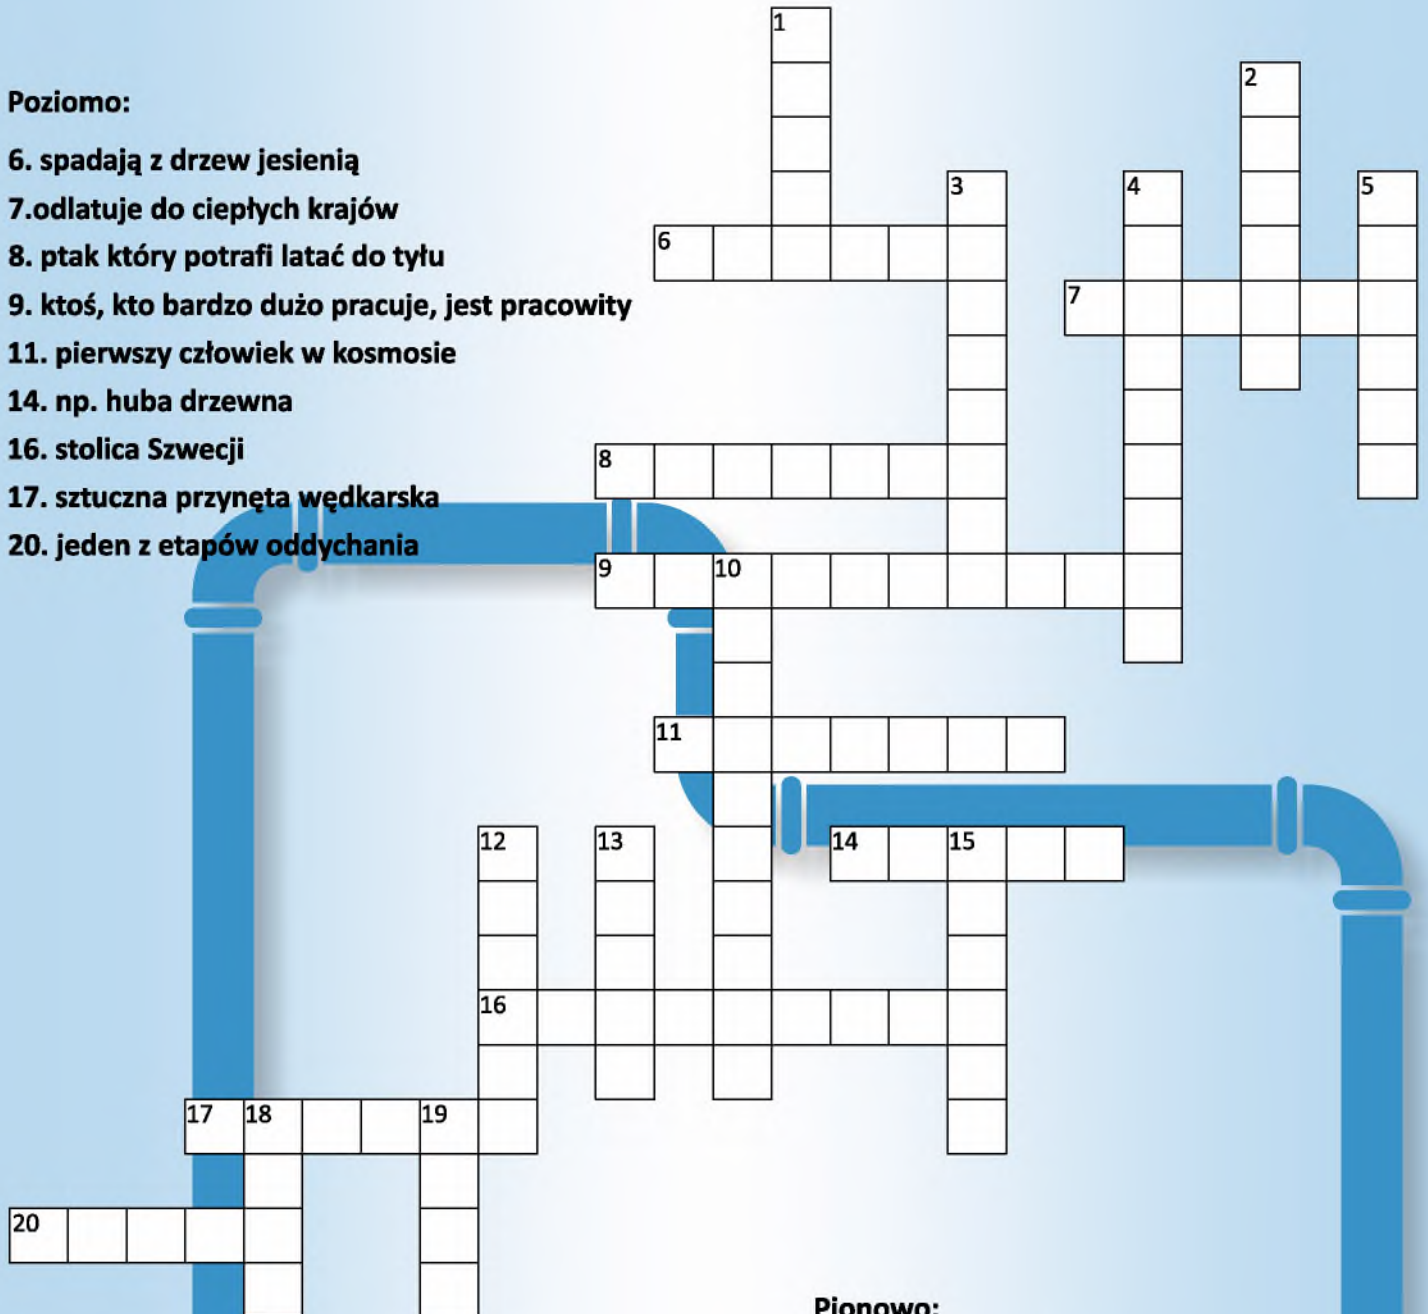 1
2
Poziomo:
6. spadają z drzew jesienią
3
4
5
7.odlatuje do ciepłych krajów
6
8. ptak który potrafi latać do tyłu
7
9. ktoś, kto bardzo dużo pracuje, jest pracowity
11. pierwszy człowiek w kosmosie
14. np. huba drzewna
16. stolica Szwecji
8
17. sztuczna przynęta wędkarska
20. jeden z etapów oddychania
9
10
11
12
13
14
15
16
17
18
19
20
Pionowo: